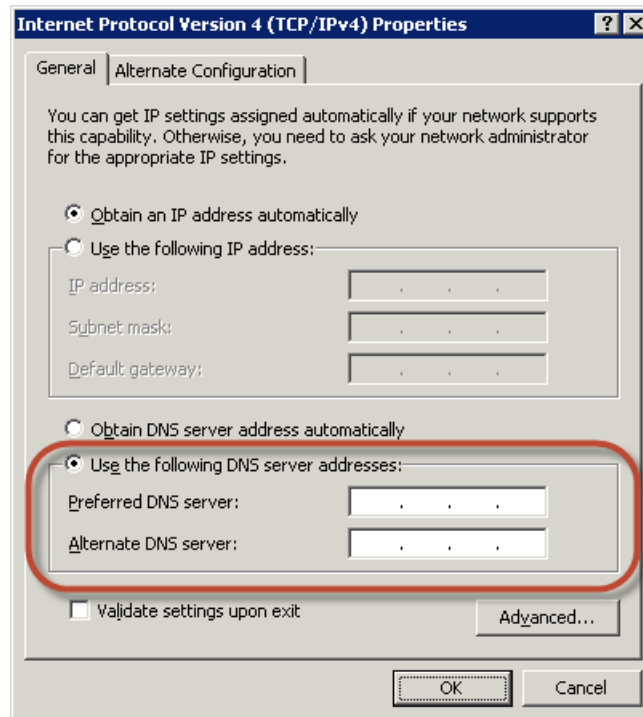 Internet Protocol Version 4 (TCP/IPv4) Properties
General
Alternate Configuration
You can get IP settings assigned automatically if your network supports
this capability. Otherwise, you need to ask your network administrator
for the appropriate IP settings.
Obtain an IP address automatically
Use the following IP address:
IP address:
Subnet mask:
Default gateway:
Obtain DNS server address automatically
Use the following DNS server addresses:
Preferred DNS server:
Alternate DNS server:
Validate settings upon exit
Advanced...
OK
Cancel